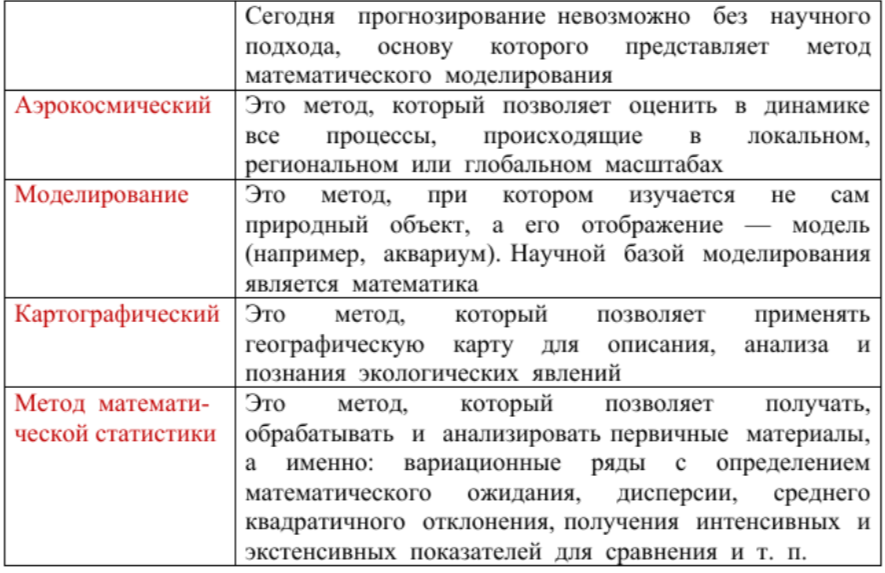 Сегодня прогнозирование невозможно без научного
подхода, основу которого представляет метод
математического моделирования
Аэрокосмический
Это метод, который позволяет оценить в динамике
все процессы, происходящие в локальном,
региональном или глобальном масштабах
Моделирование
Это метод, при котором изучается не сам
природный объект, а его отображение — модель
(например, аквариум). Научной базой моделирования
является математика
Картографический
Это метод, который позволяет применять
географическую карту для описания, анализа и
познания экологических явлений
Метод математи-
ческой статистики
Это метод, который позволяет получать,
обрабатывать и анализировать первичные материалы,
а именно: вариационные ряды с определением
математического ожидания, дисперсии, среднего
квадратичного отклонения, получения интенсивных и
экстенсивных показателей для сравнения и т. п.